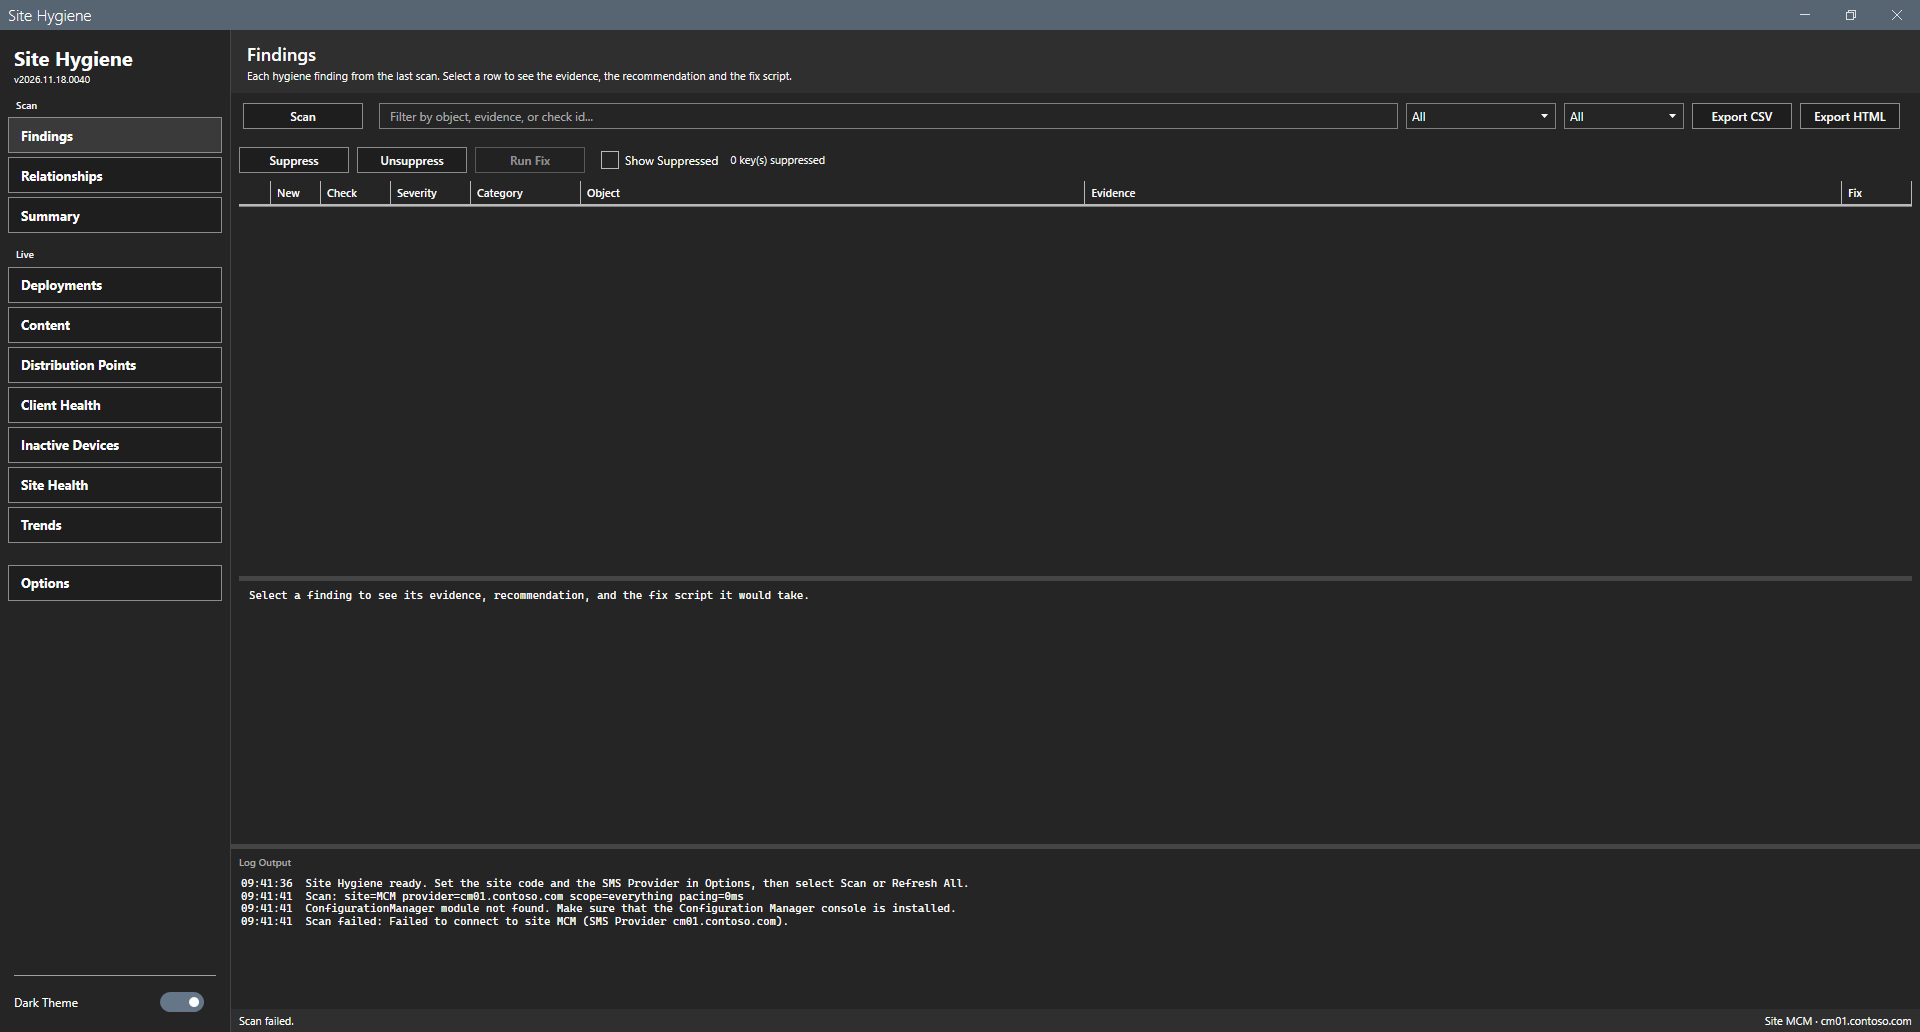 Site Hygiene
Site Hygiene
v2026.11.18.0040
Scan
Findings
Relationships
Summary
Live
Deployments
Content
Distribution Points
Client Health
Inactive Devices
Site Health
Trends
Options
Dark Theme
Findings
Each hygiene finding from the last scan. Select a row to see the evidence, the recommendation and the fix script.
Scan Filter by object, evidence, or check id... All All Export CSV Export HTML
Suppress Unsuppress Run Fix Show Suppressed 0 key(s) suppressed
New Check Severity Category Object Evidence Fix
Select a finding to see its evidence, recommendation, and the fix script it would take.
Log Output
09:41:36 Site Hygiene ready. Set the site code and the SMS Provider in Options, then select Scan or Refresh All.
09:41:41 Scan: site=MCM provider=cm01.contoso.com scope=everything pacing=0ms
09:41:41 ConfigurationManager module not found. Make sure that the Configuration Manager console is installed.
09:41:41 Scan failed: Failed to connect to site MCM (SMS Provider cm01.contoso.com).
Scan failed. Site MCM · cm01.contoso.com